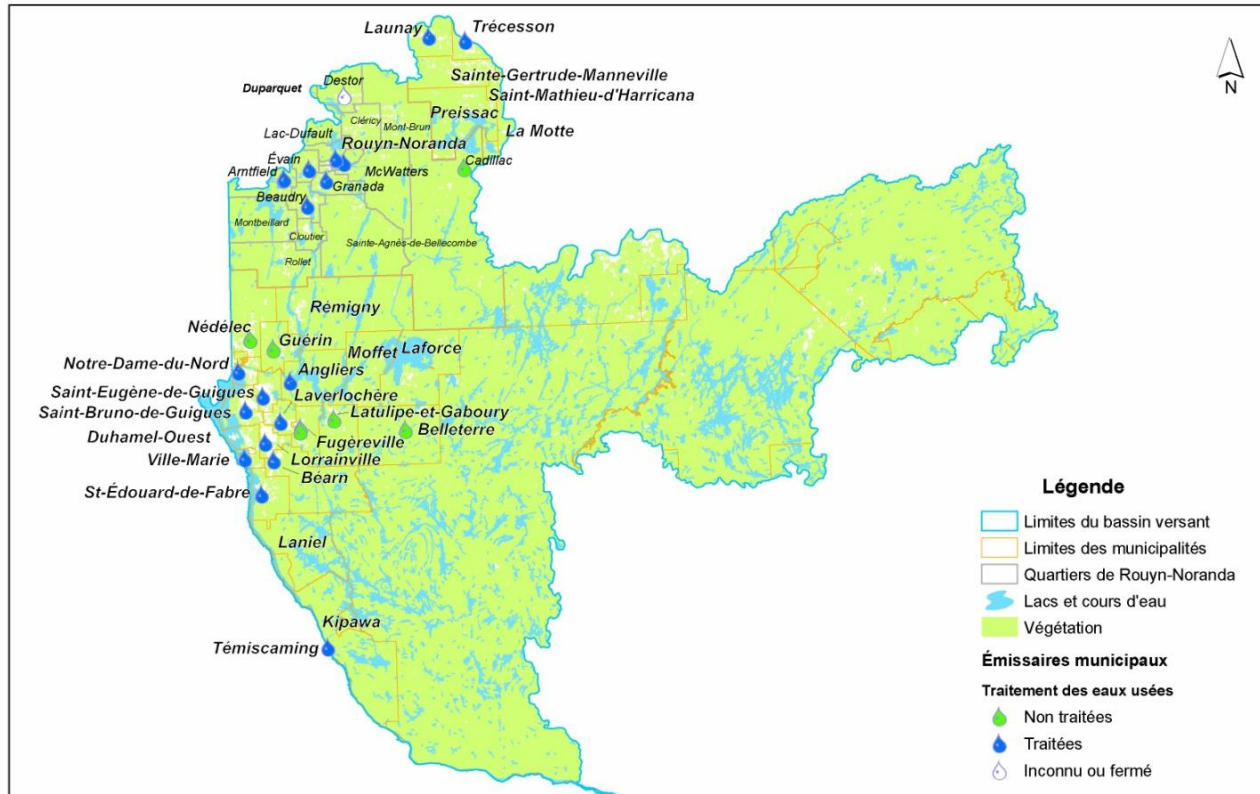 Launay
Trécesson
Sainte-Gertrude-Manneville
Saint-Mathieu-d'Harricana
Duparquet
Destor
Preissac
La Motte
Cléricy
Mont-Brun
Lac-Dufault
Rouyn-Noranda
Cadillac
Évain
McWatters
Arntfield
Granada
Beaudry
Montbeillard
Cloutier
Sainte-Agnès-de-Bellecombe
Rollet
N
Rémigny
Nédélec
Guérin
Moffet
Laforce
Notre-Dame-du-Nord
Angliers
Saint-Eugène-de-Guigues
Laverlochère
Saint-Bruno-de-Guigues
Latulipe-et-Gaboury
Belleterre
Duhamel-Ouest
Fugèreville
Ville-Marie
Lorrainville
Béarn
St-Édouard-de-Fabre
Laniel
Kipawa
Témiscaming
Légende
Limites du bassin versant
Limites des municipalités
Quartiers de Rouyn-Noranda
Lacs et cours d'eau
Végétation
Émissaires municipaux
Traitement des eaux usées
Non traitées
Traitées
Inconnu ou fermé